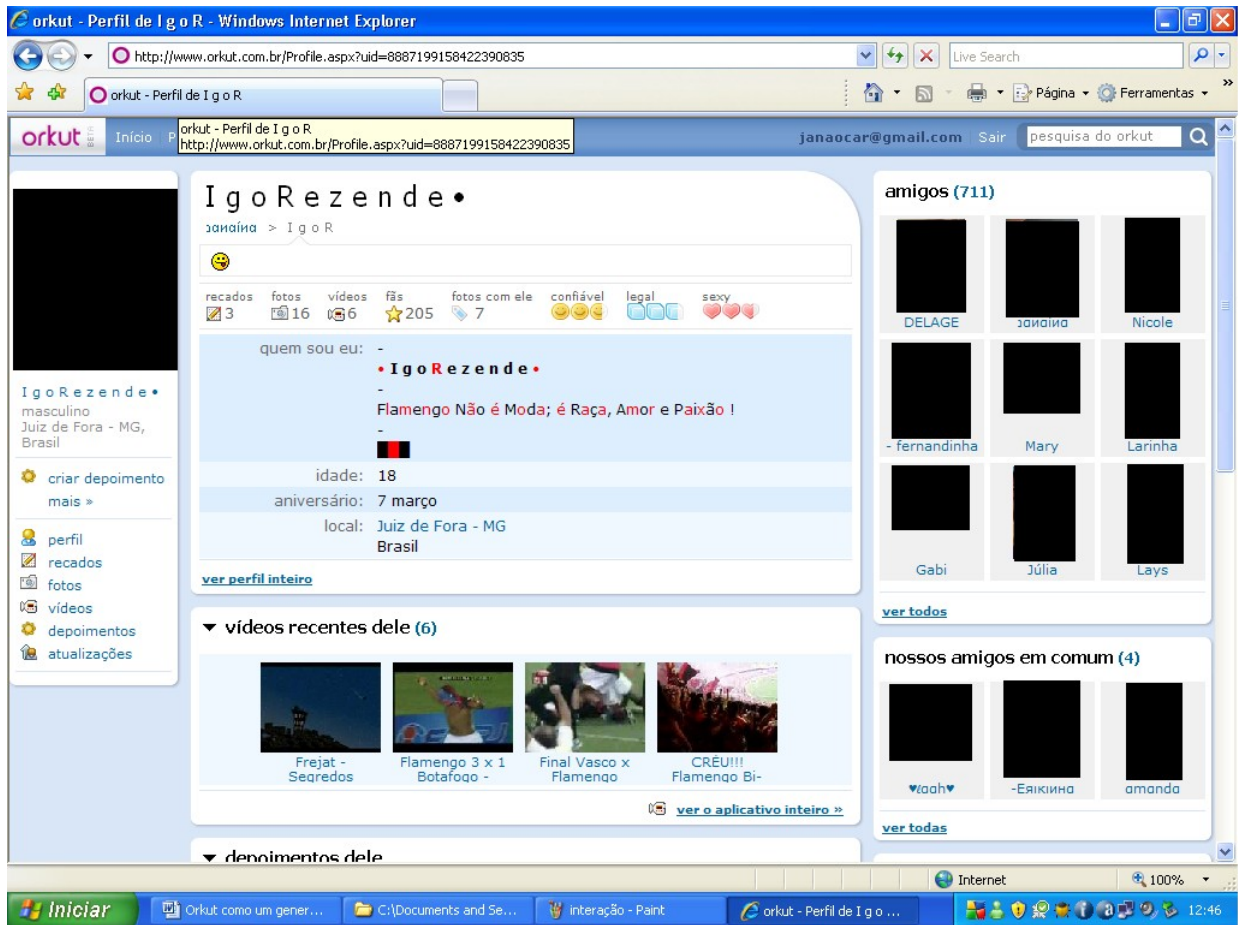 orkut - Perfil de I g o R - Windows Internet Explorer
http://www.orkut.com.br/Profile.aspx?uid=8887199158422390835
Live Search
orkut - Perfil de I g o R
Página
Ferramentas
orkut
Início
orkut - Perfil de I g o R
http://www.orkut.com.br/Profile.aspx?uid=8887199158422390835
janaocar@gmail.com
Sair
pesquisa do orkut
I g o R e z e n d e •
masculino
Juiz de Fora - MG,
Brasil
criar depoimento
mais »
perfil
recados
fotos
vídeos
depoimentos
atualizações
I g o R e z e n d e •
ɔaнαíηα > I g o R
recados fotos vídeos fãs fotos com ele confiável legal sexy
3 16 6 205 7
quem sou eu: -
• I g o R e z e n d e •
-
Flamengo Não é Moda; é Raça, Amor e Paixão !
-
idade: 18
aniversário: 7 março
local: Juiz de Fora - MG
Brasil
ver perfil inteiro
vídeos recentes dele (6)
Frejat -
Segredos
Flamengo 3 x 1
Botafogo -
Final Vasco x
Flamengo
CRÉU!!!
Flamengo Bi-
ver o aplicativo inteiro »
depoimentos dele
amigos (711)
DELAGE
Nicole
- fernandinha
Mary
Larinha
Gabi
Júlia
Lays
ver todos
nossos amigos em comum (4)
-Eяıкıинα
amanda
ver todas
Internet
100%
Iniciar
Orkut como um gener...
C:\Documents and Se...
interação - Paint
orkut - Perfil de I g o ...
12:46